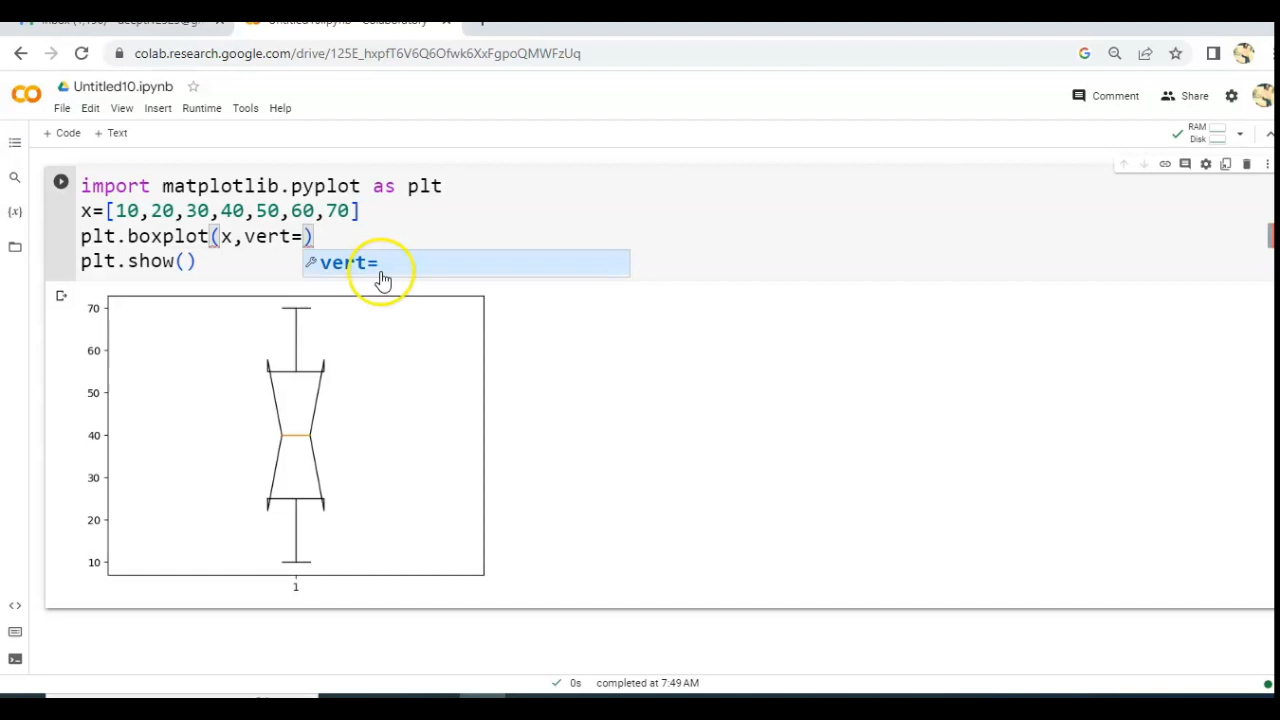 colab.research.google.com/drive/125E_hxpfT6V6Q6Ofwk6XxFgpoQMWFzUq
Untitled10.ipynb
Comment
Share
File Edit View Insert Runtime Tools Help
+ Code + Text
RAM
Disk
import matplotlib.pyplot as plt
{x}
x=[10,20,30,40,50,60,70]
plt.boxplot(x,vert=)
vert=
plt.show()
70
60
50
40
30
20
10
1
0s completed at 7:49 AM